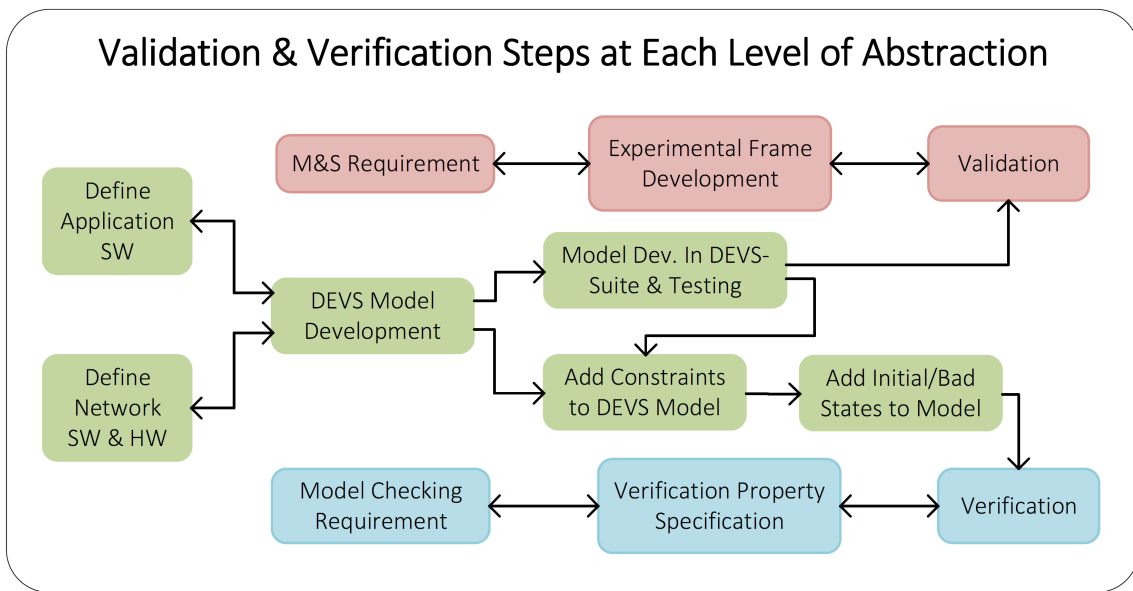 Validation & Verification Steps at Each Level of Abstraction
M&S Requirement
Experimental Frame
Development
Validation
Define
Application
SW
Model Dev. In DEVS-
Suite & Testing
DEVS Model
Development
Define
Network
SW & HW
Add Constraints
to DEVS Model
Add Initial/Bad
States to Model
Model Checking
Requirement
Verification Property
Specification
Verification